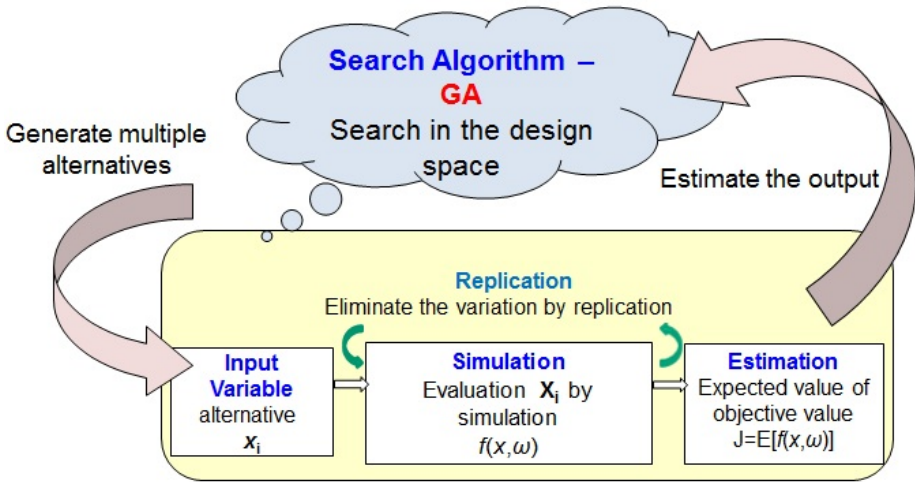 Search Algorithm –
GA
Search in the design
space
Generate multiple
alternatives
Estimate the output
Replication
Eliminate the variation by replication
Input
Variable
alternative
xᵢ
Simulation
Evaluation Xᵢ by
simulation
f(x,ω)
Estimation
Expected value of
objective value
J=E[f(x,ω)]